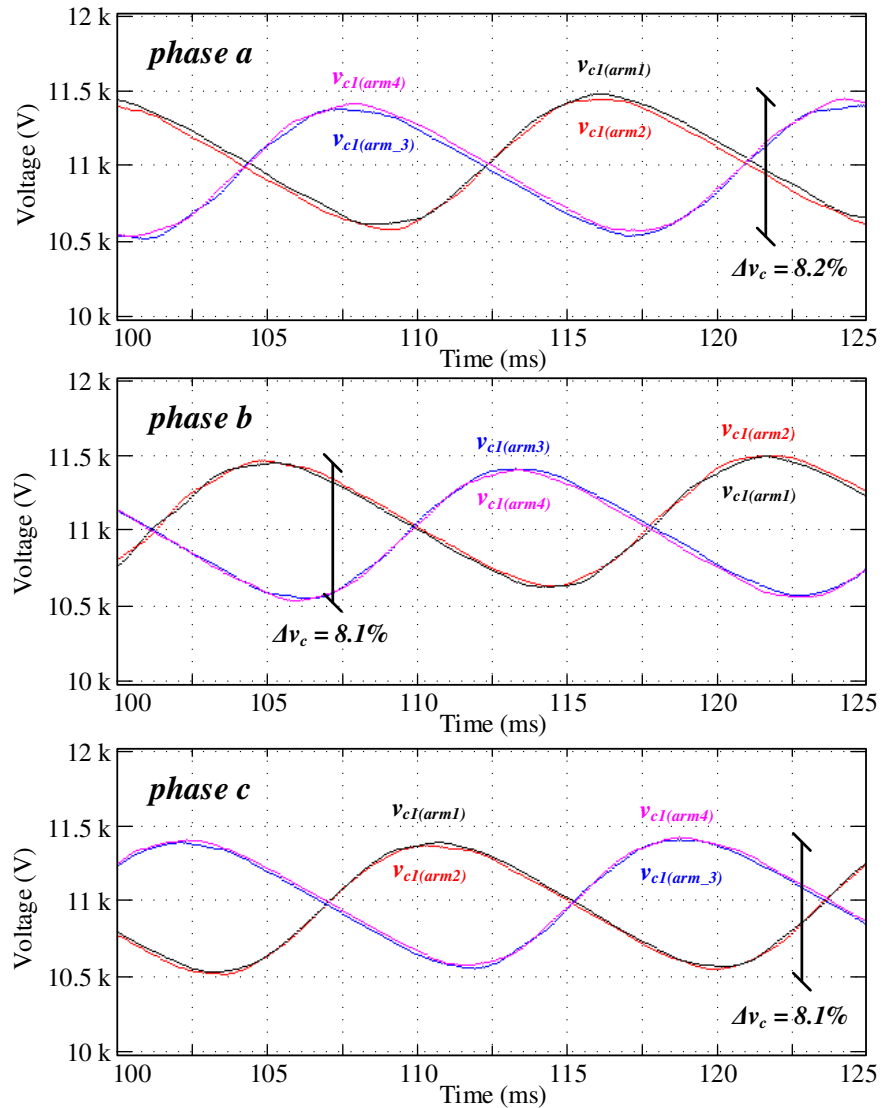 12 k
phase a
v_c1(arm4)
v_c1(arm1)
11.5 k
v_c1(arm_3)
v_c1(arm2)
Voltage (V)
11 k
10.5 k
Δv_c = 8.2%
10 k
100 105 110 115 120 125
Time (ms)
12 k
phase b
v_c1(arm3)
v_c1(arm2)
11.5 k
v_c1(arm4)
v_c1(arm1)
Voltage (V)
11 k
10.5 k
Δv_c = 8.1%
10 k
100 105 110 115 120 125
Time (ms)
12 k
phase c
v_c1(arm1)
v_c1(arm4)
11.5 k
v_c1(arm2)
v_c1(arm_3)
Voltage (V)
11 k
10.5 k
Δv_c = 8.1%
10 k
100 105 110 115 120 125
Time (ms)